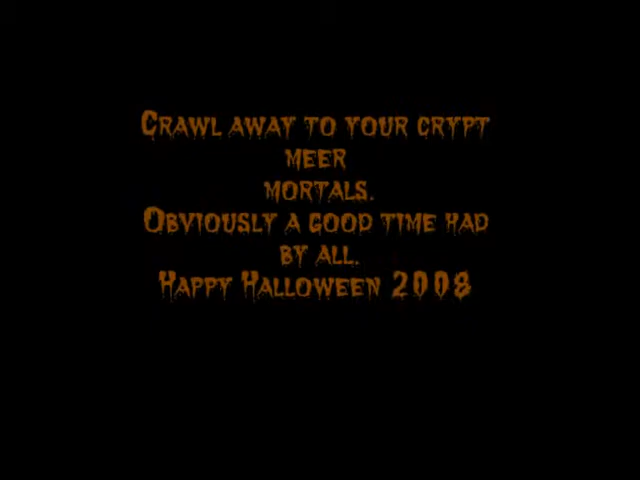 Crawl away to your crypt
meer
mortals.
Obviously a good time had
by all.
Happy Halloween 2008